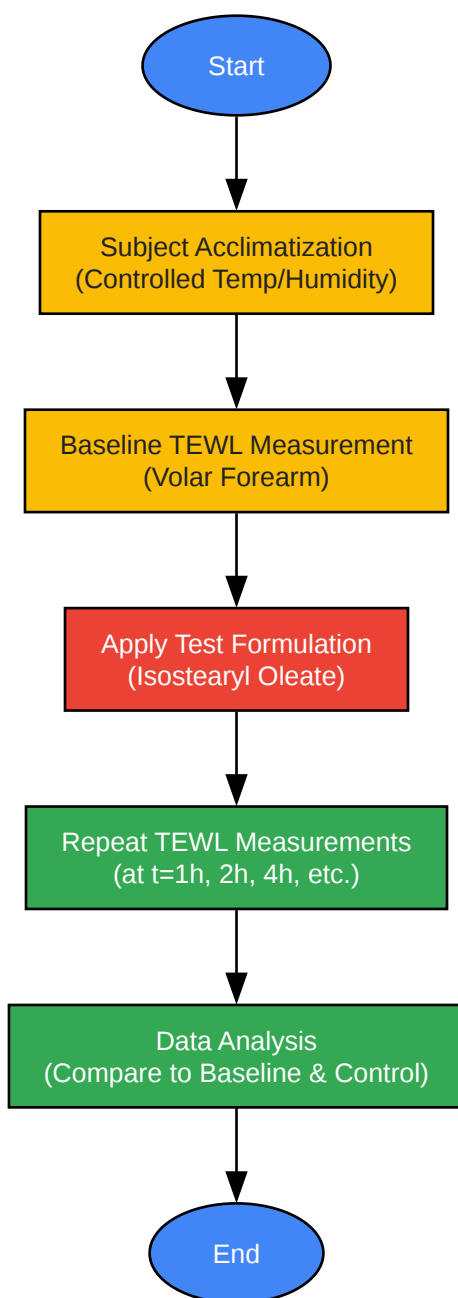 Start
Subject Acclimatization
(Controlled Temp/Humidity)
Baseline TEWL Measurement
(Volar Forearm)
Apply Test Formulation
(Isostearyl Oleate)
Repeat TEWL Measurements
(at t=1h, 2h, 4h, etc.)
Data Analysis
(Compare to Baseline & Control)
End